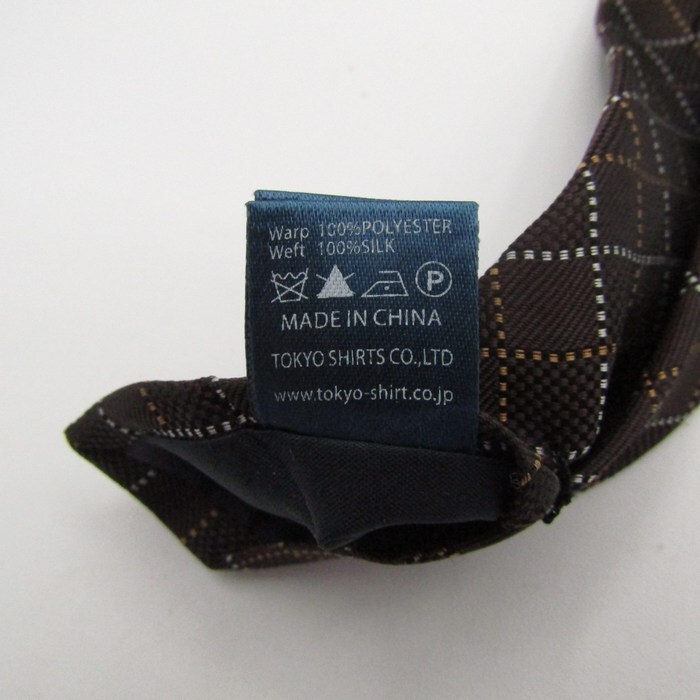 Warp 100%POLYESTER
Weft 100%SILK
P
MADE IN CHINA
TOKYO SHIRTS CO.,LTD
www.tokyo-shirt.co.jp